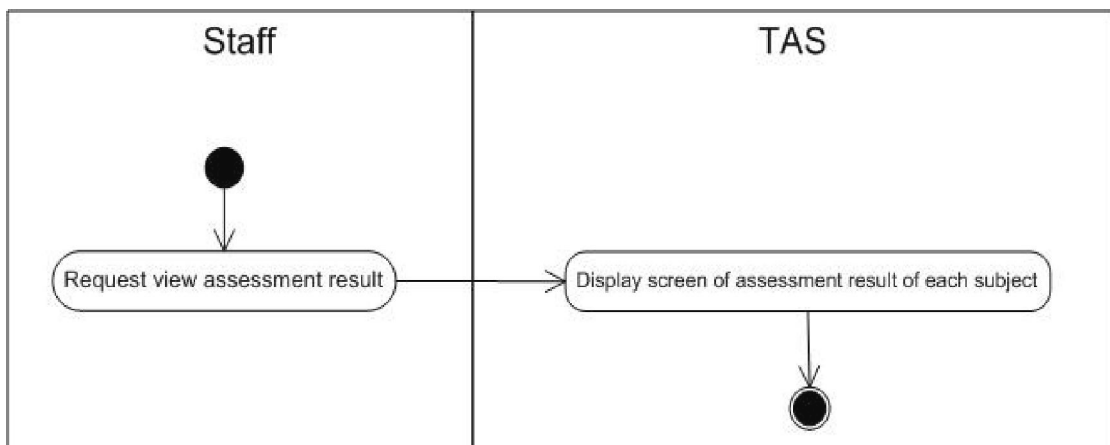 Staff
TAS
Request view assessment result
Display screen of assessment result of each subject